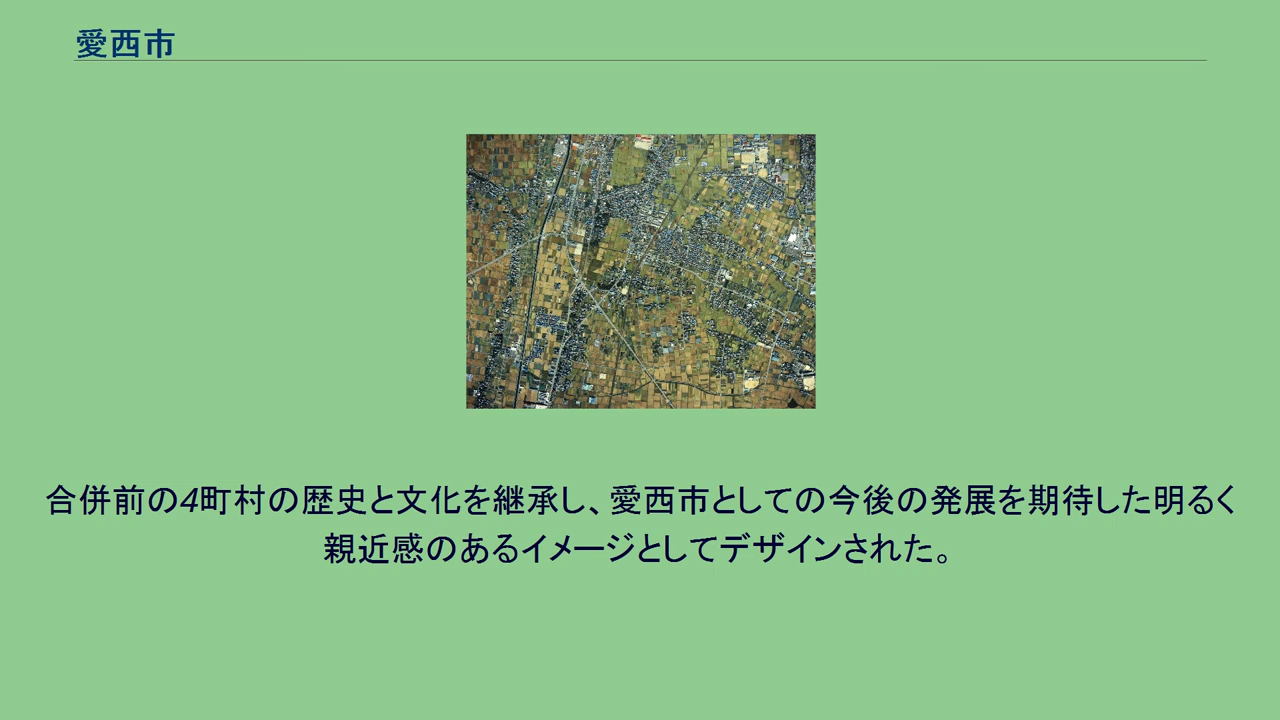 愛西市
合併前の4町村の歴史と文化を継承し、愛西市としての今後の発展を期待した明るく
親近感のあるイメージとしてデザインされた。